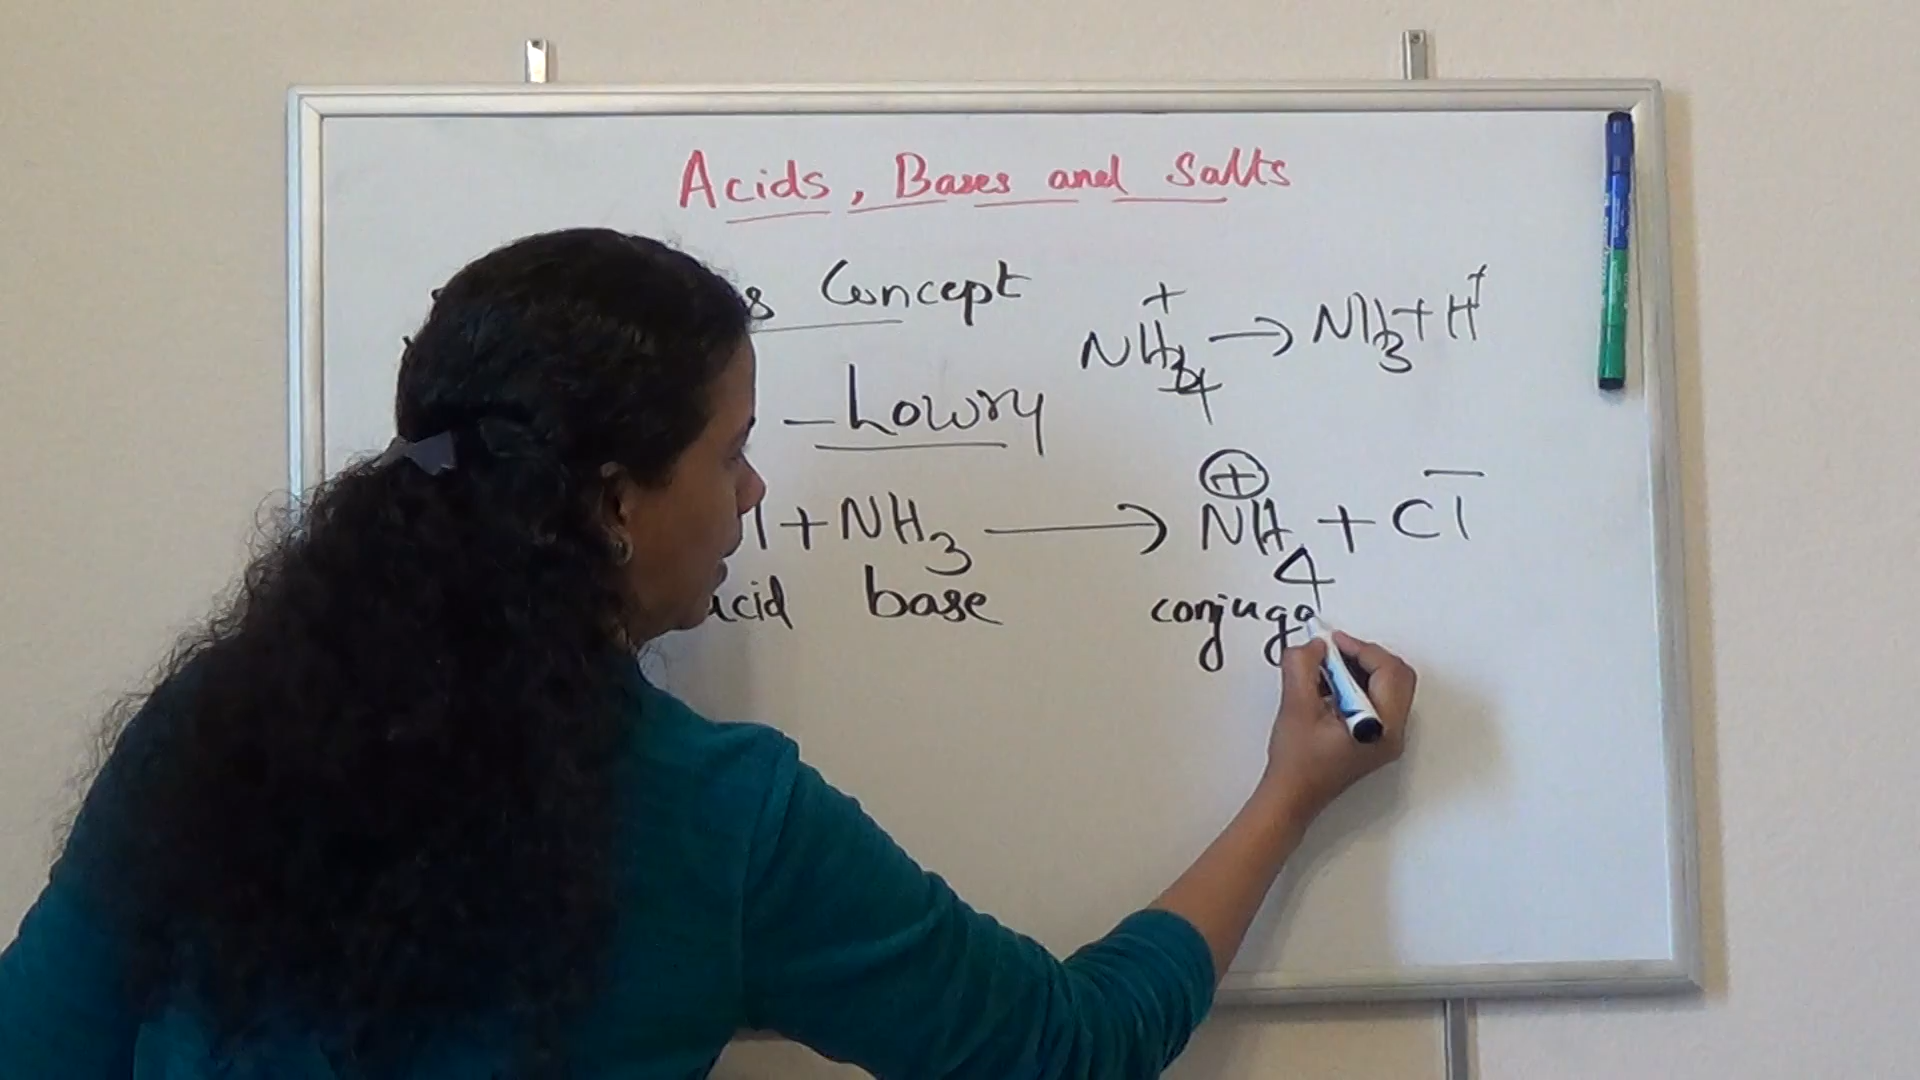 Acids, Bases and Salts
s Concept
NH4+ → NH3 + H+
– Lowry
l + NH3 → NH4+ + Cl–
acid base conjuga